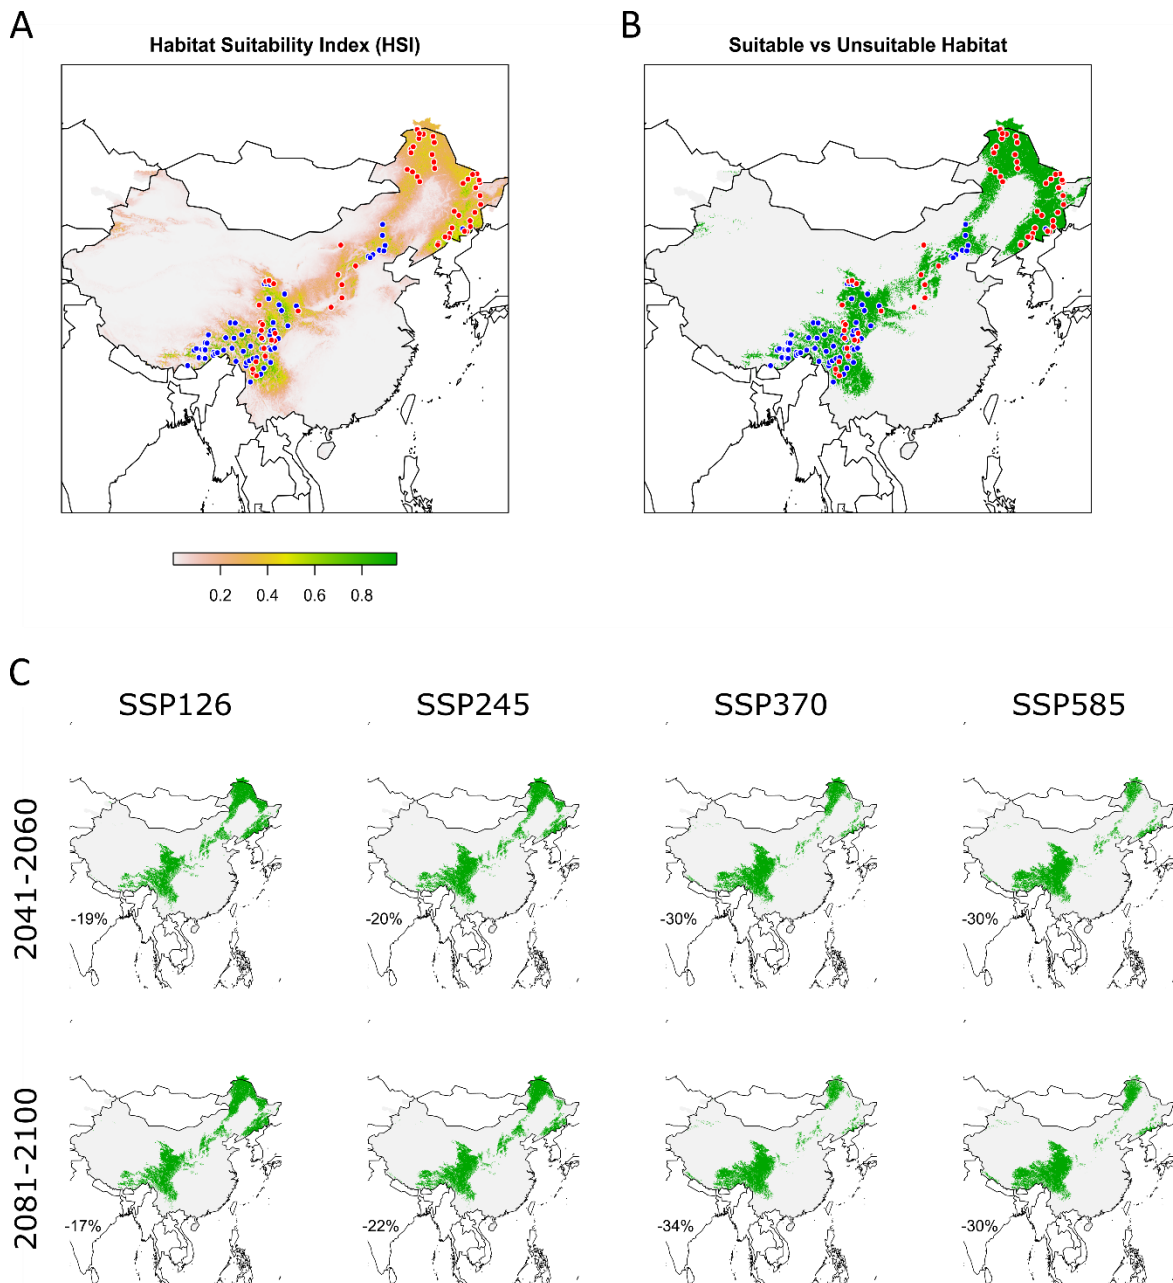 A
Habitat Suitability Index (HSI)
B
Suitable vs Unsuitable Habitat
0.2 0.4 0.6 0.8
C
SSP126 SSP245 SSP370 SSP585
2041-2060
-19% -20% -30% -30%
2081-2100
-17% -22% -34% -30%